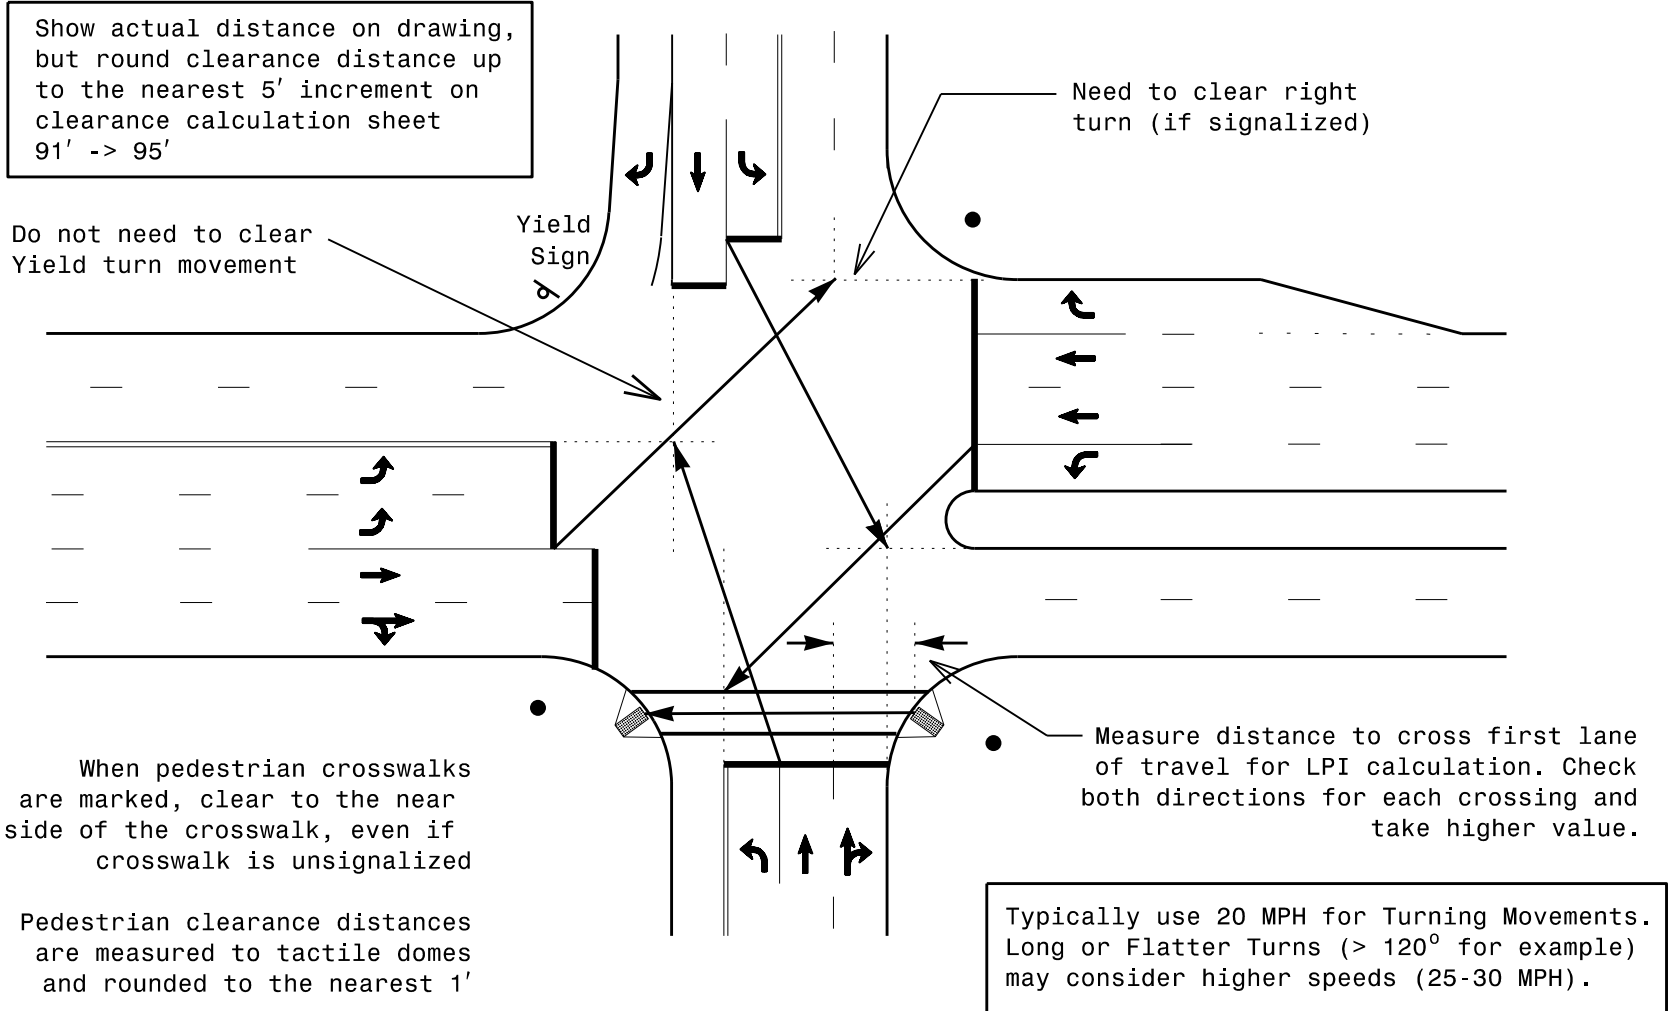 Show actual distance on drawing,
but round clearance distance up
to the nearest 5' increment on
clearance calculation sheet
91' -> 95'
Need to clear right
turn (if signalized)
Do not need to clear
Yield turn movement
Yield
Sign
When pedestrian crosswalks
are marked, clear to the near
side of the crosswalk, even if
crosswalk is unsignalized
Pedestrian clearance distances
are measured to tactile domes
and rounded to the nearest 1'
Measure distance to cross first lane
of travel for LPI calculation. Check
both directions for each crossing and
take higher value.
Typically use 20 MPH for Turning Movements.
Long or Flatter Turns (> 120° for example)
may consider higher speeds (25-30 MPH).